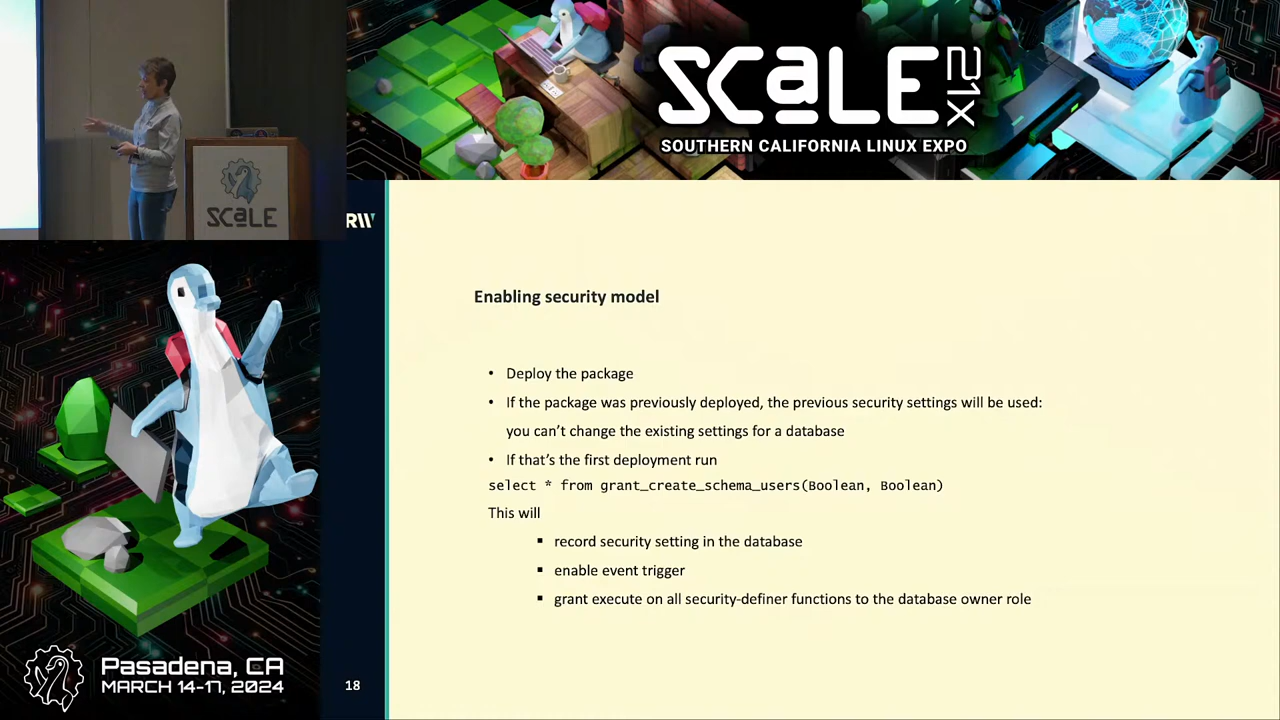 SCaLE 21X
SOUTHERN CALIFORNIA LINUX EXPO
SCaLE
RW
Enabling security model
• Deploy the package
• If the package was previously deployed, the previous security settings will be used:
you can’t change the existing settings for a database
• If that’s the first deployment run
select * from grant_create_schema_users(Boolean, Boolean)
This will
▪ record security setting in the database
▪ enable event trigger
▪ grant execute on all security-definer functions to the database owner role
Pasadena, CA
MARCH 14-17, 2024
18